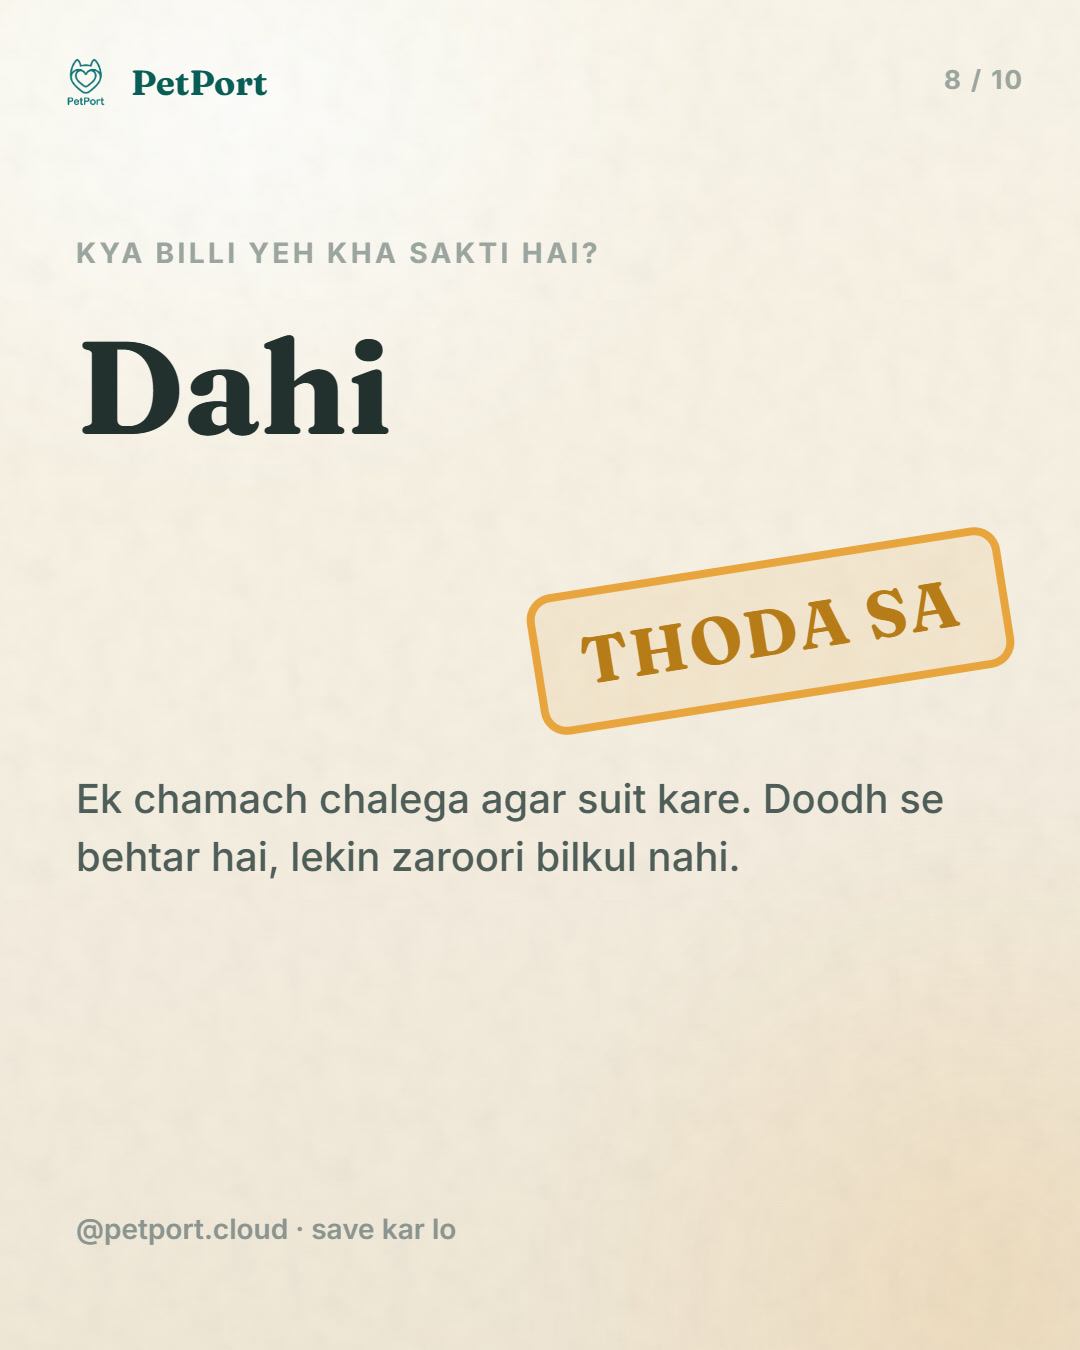 PetPort
PetPort
8 / 10
KYA BILLI YEH KHA SAKTI HAI?
Dahi
THODA SA
Ek chamach chalega agar suit kare. Doodh se
behtar hai, lekin zaroori bilkul nahi.
@petport.cloud · save kar lo